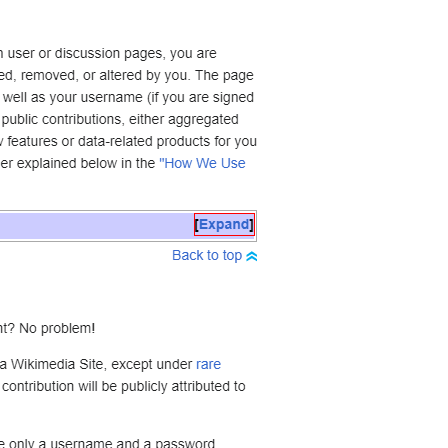 user or discussion pages, you are
ed, removed, or altered by you. The page
well as your username (if you are signed
public contributions, either aggregated
features or data-related products for you
er explained below in the "How We Use
[Expand]
Back to top
nt? No problem!
a Wikimedia Site, except under rare
contribution will be publicly attributed to
e only a username and a password